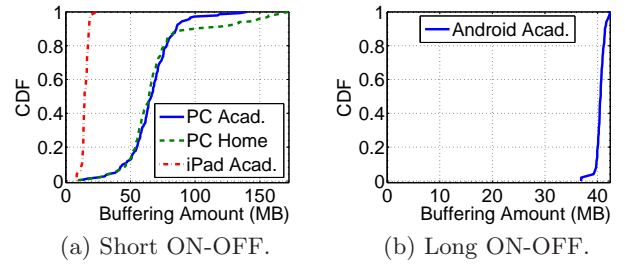 1
0.8
0.6
0.4
0.2
0
CDF
PC Acad.
PC Home
iPad Acad.
0 50 100 150
Buffering Amount (MB)
(a) Short ON-OFF.
1
0.8
0.6
0.4
0.2
0
CDF
Android Acad.
0 10 20 30 40
Buffering Amount (MB)
(b) Long ON-OFF.